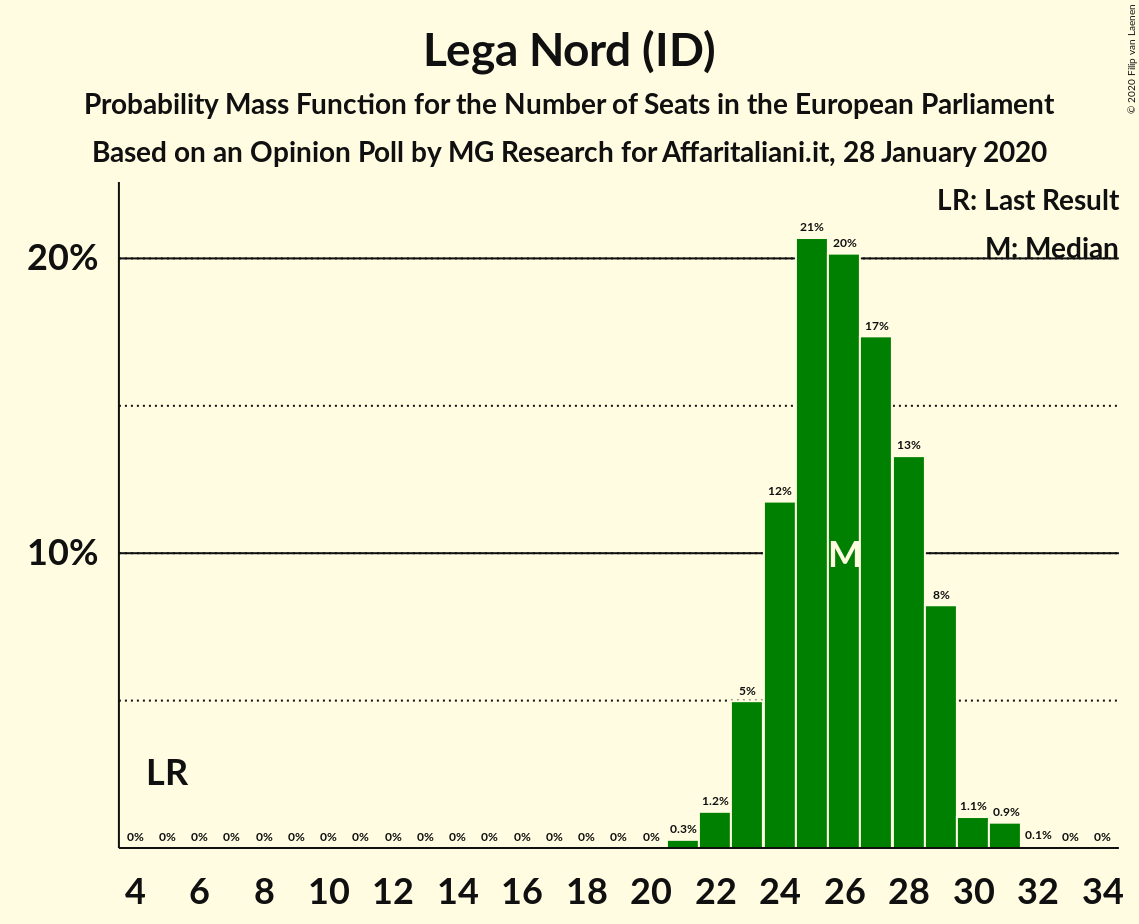 Lega Nord (ID)
Probability Mass Function for the Number of Seats in the European Parliament
Based on an Opinion Poll by MG Research for Affaritaliani.it, 28 January 2020
© 2020 Filip van Laenen
LR: Last Result
M: Median
20%
10%
21%
20%
17%
13%
12%
8%
5%
M
LR
0% 0% 0% 0% 0% 0% 0% 0% 0% 0% 0% 0% 0% 0% 0% 0% 0% 0.3% 1.2% 1.1% 0.9% 0.1% 0% 0%
4 6 8 10 12 14 16 18 20 22 24 26 28 30 32 34